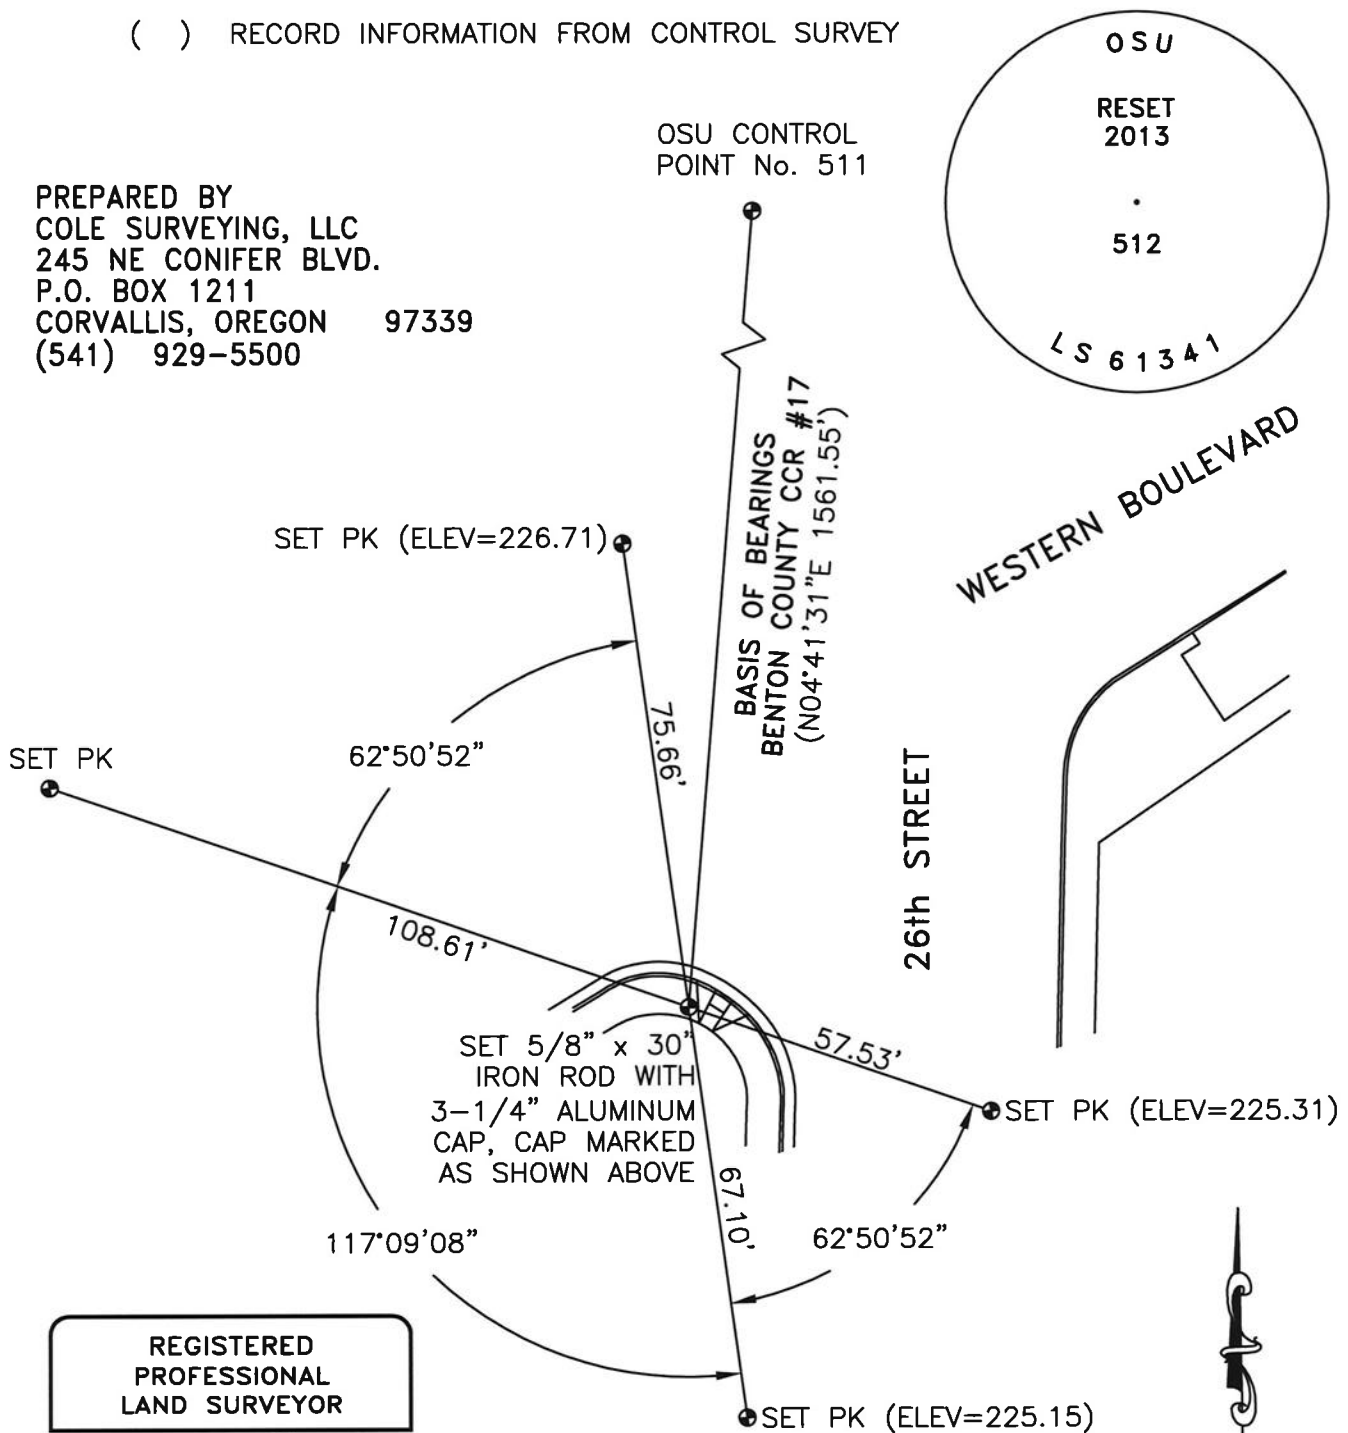 ( ) RECORD INFORMATION FROM CONTROL SURVEY
OSU
RESET
2013
512
LS 61341
OSU CONTROL
POINT No. 511
PREPARED BY
COLE SURVEYING, LLC
245 NE CONIFER BLVD.
P.O. BOX 1211
CORVALLIS, OREGON 97339
(541) 929-5500
BASIS OF BEARINGS
BENTON COUNTY CCR #17
(N04°41'31"E 1561.55')
WESTERN BOULEVARD
SET PK (ELEV=226.71)
75.66'
62°50'52"
SET PK
26th STREET
108.61'
SET 5/8" x 30"
IRON ROD WITH
3-1/4" ALUMINUM
CAP, CAP MARKED
AS SHOWN ABOVE
57.53'
SET PK (ELEV=225.31)
67.10'
117°09'08"
62°50'52"
REGISTERED
PROFESSIONAL
LAND SURVEYOR
SET PK (ELEV=225.15)